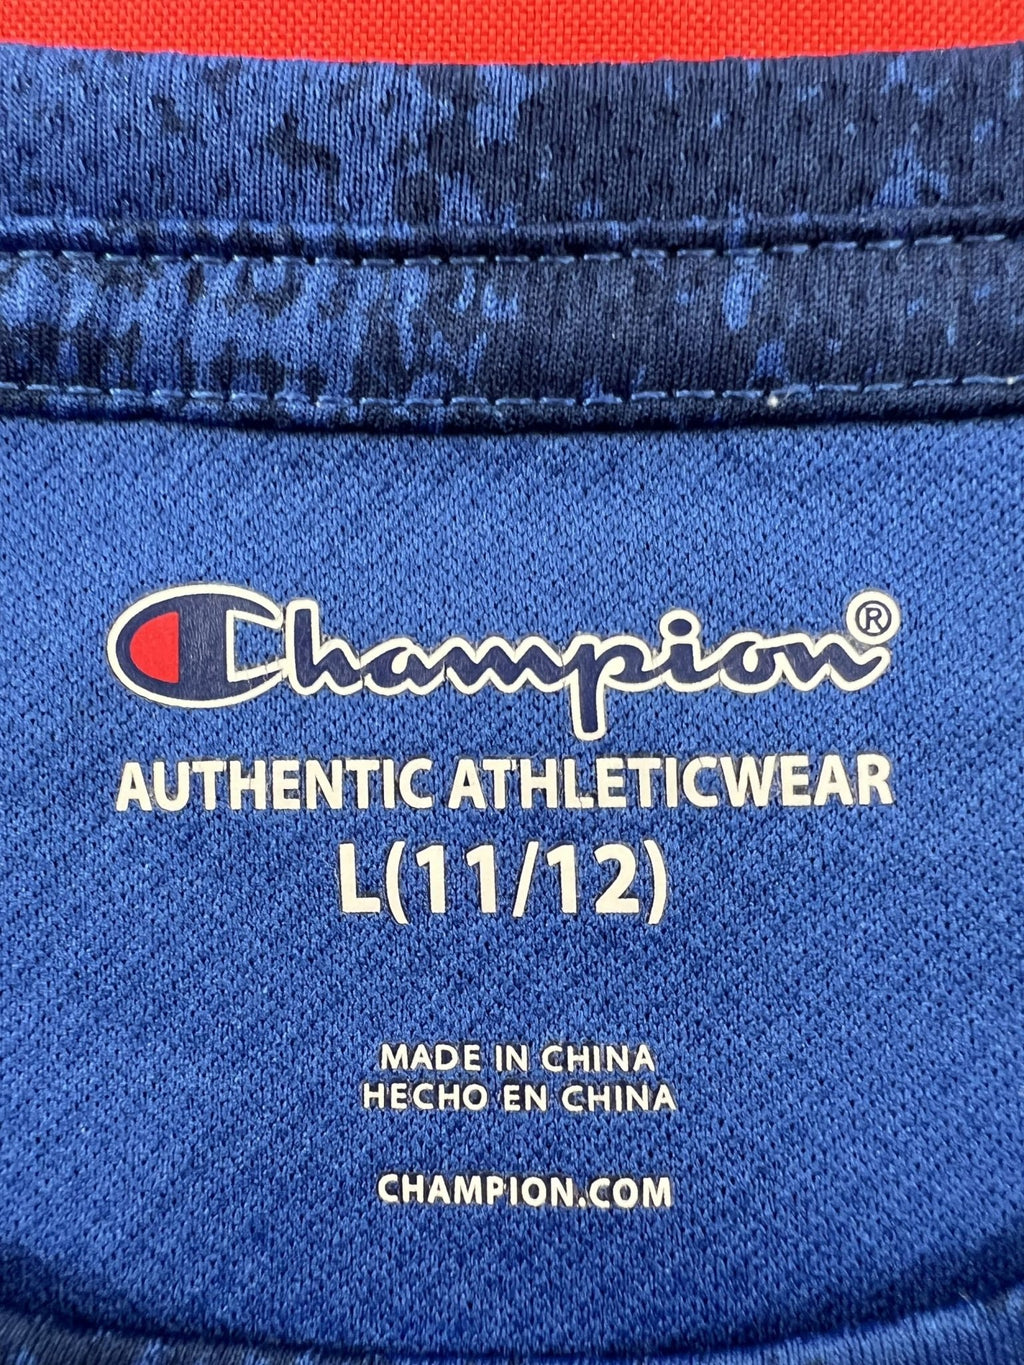 Champion®
AUTHENTIC ATHLETICWEAR
L(11/12)
MADE IN CHINA
HECHO EN CHINA
CHAMPION.COM